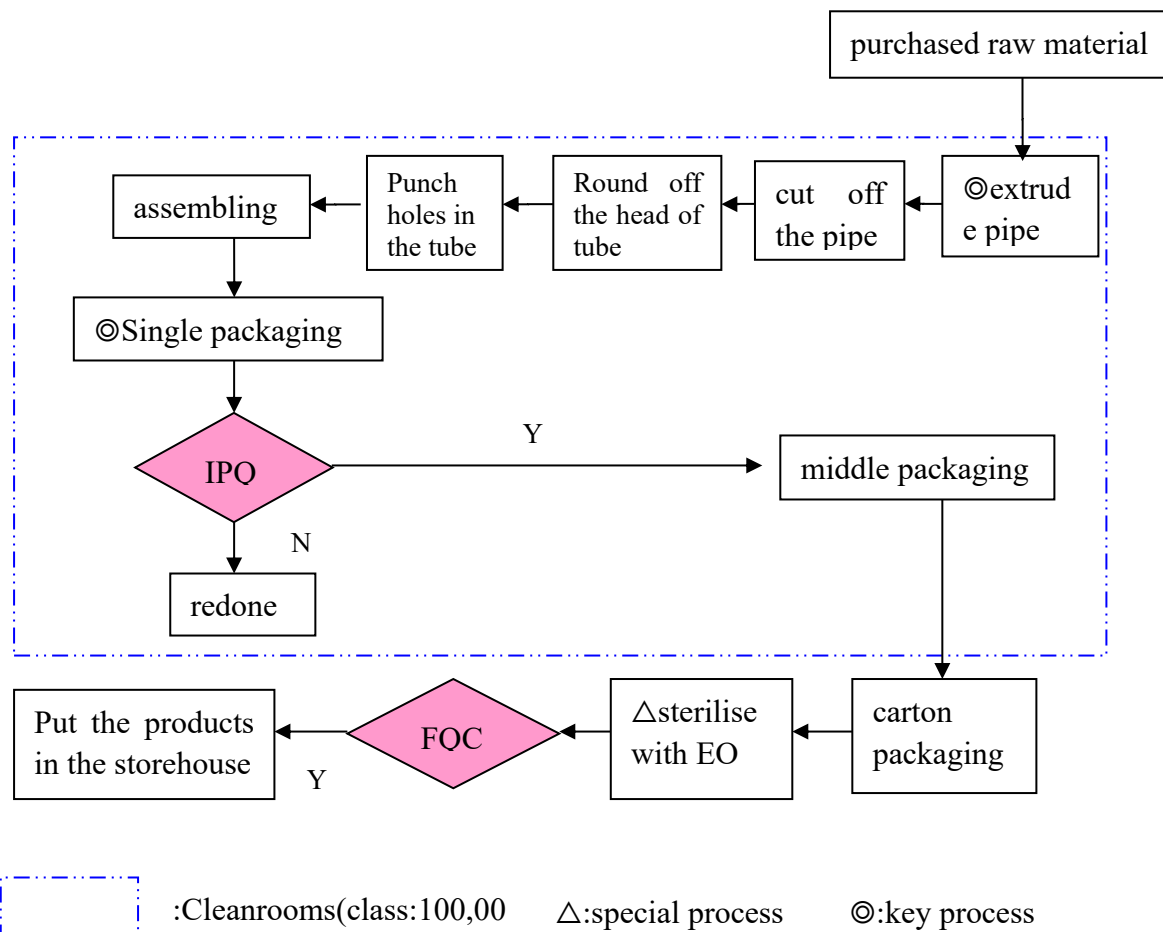 purchased raw material
◎extrud
e pipe
cut off
the pipe
Round off
the head of
tube
Punch
holes in
the tube
assembling
◎Single packaging
IPQ
Y
middle packaging
N
redone
carton
packaging
△sterilise
with EO
FQC
Y
Put the products
in the storehouse
:Cleanrooms(class:100,00
△:special process
◎:key process